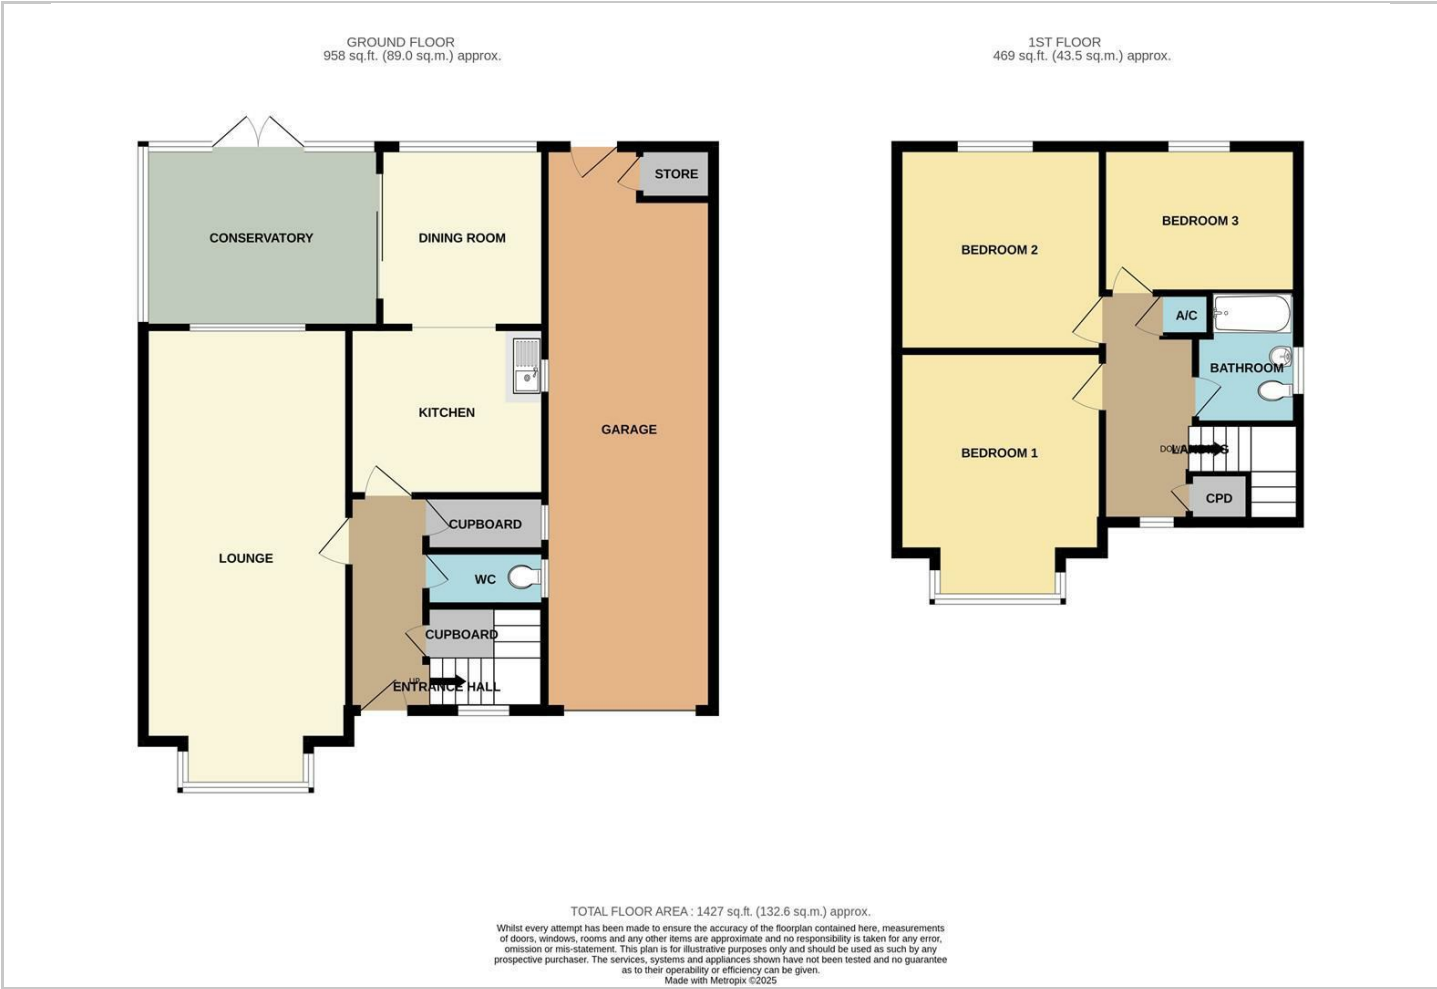 GROUND FLOOR
958 sq.ft. (89.0 sq.m.) approx.
1ST FLOOR
469 sq.ft. (43.5 sq.m.) approx.
STORE
CONSERVATORY
DINING ROOM
KITCHEN
GARAGE
LOUNGE
CUPBOARD
WC
CUPBOARD
UP
ENTRANCE HALL
BEDROOM 3
BEDROOM 2
A/C
BATHROOM
BEDROOM 1
DOWN
LANDING
CPD
TOTAL FLOOR AREA : 1427 sq.ft. (132.6 sq.m.) approx.
Whilst every attempt has been made to ensure the accuracy of the floorplan contained here, measurements
of doors, windows, rooms and any other items are approximate and no responsibility is taken for any error,
omission or mis-statement. This plan is for illustrative purposes only and should be used as such by any
prospective purchaser. The services, systems and appliances shown have not been tested and no guarantee
as to their operability or efficiency can be given.
Made with Metropix ©2025